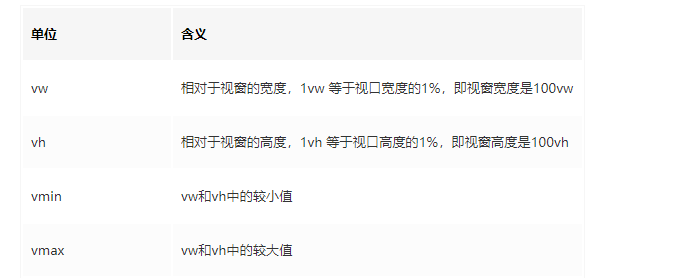 单位 含义
vw 相对于视窗的宽度，1vw 等于视口宽度的1%，即视窗宽度是100vw
vh 相对于视窗的高度，1vh 等于视口高度的1%，即视窗高度是100vh
vmin vw和vh中的较小值
vmax vw和vh中的较大值